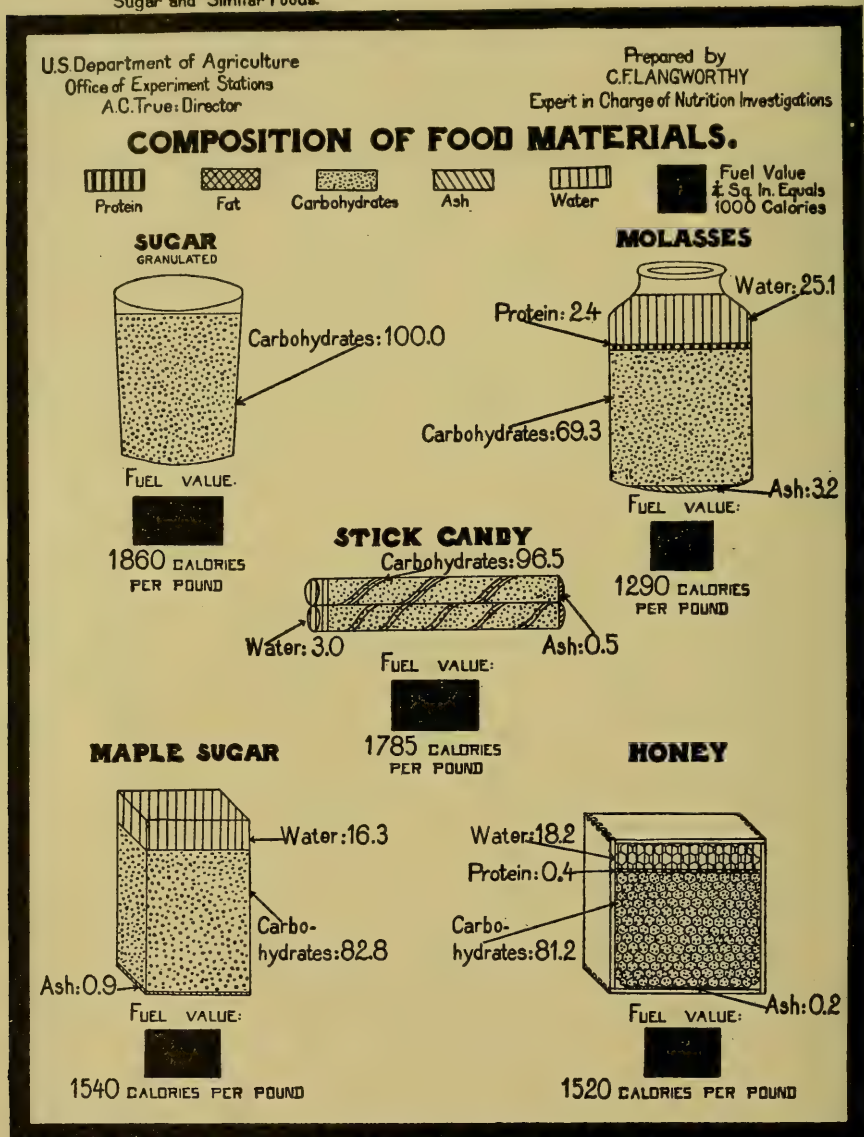 Sugar and Similar Foods.
U.S. Department of Agriculture
Office of Experiment Stations
A.C. True: Director
Prepared by
C.F. LANGWORTHY
Expert in Charge of Nutrition Investigations
COMPOSITION OF FOOD MATERIALS.
Protein
Fat
Carbohydrates
Ash
Water
Fuel Value
¼ Sq. In. Equals
1000 Calories
SUGAR
GRANULATED
Carbohydrates: 100.0
FUEL VALUE.
1860 CALORIES
PER POUND
MOLASSES
Water: 25.1
Protein: 2.4
Carbohydrates: 69.3
Ash: 3.2
FUEL VALUE:
1290 CALORIES
PER POUND
STICK CANDY
Carbohydrates: 96.5
Water: 3.0
Ash: 0.5
FUEL VALUE:
1785 CALORIES
PER POUND
MAPLE SUGAR
Water: 16.3
Carbo-
hydrates: 82.8
Ash: 0.9
FUEL VALUE:
1540 CALORIES PER POUND
HONEY
Water: 18.2
Protein: 0.4
Carbo-
hydrates: 81.2
Ash: 0.2
FUEL VALUE:
1520 CALORIES PER POUND